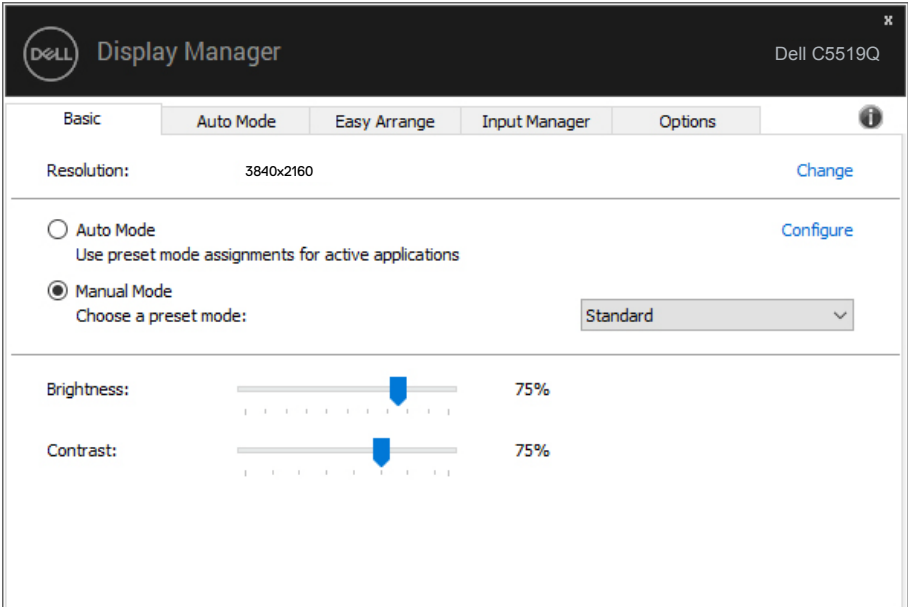 x
DELL Display Manager Dell C5519Q
Basic Auto Mode Easy Arrange Input Manager Options i
Resolution: 3840x2160 Change
Auto Mode Configure
Use preset mode assignments for active applications
Manual Mode
Choose a preset mode: Standard
Brightness: 75%
Contrast: 75%